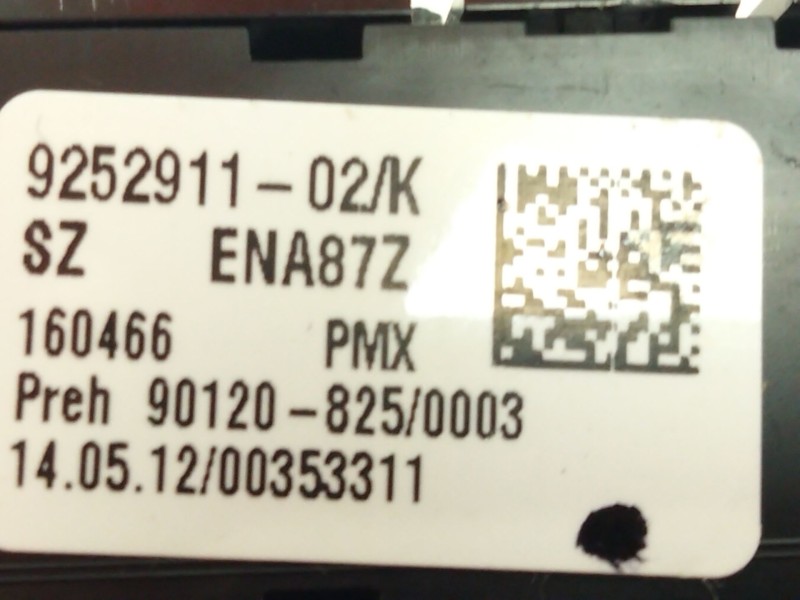 9252911-02/K
SZ ENA87Z
160466 PMX
Preh 90120-825/0003
14.05.12/00353311